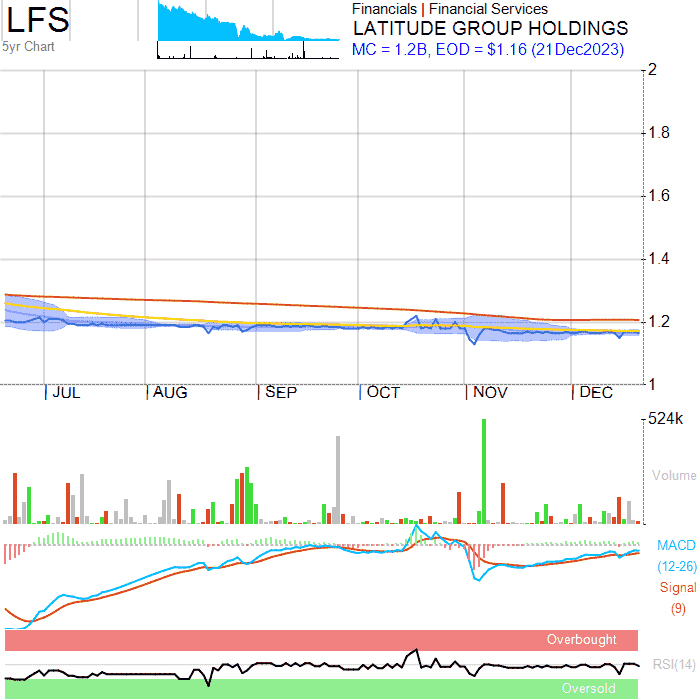 LFS
5yr Chart
Financials | Financial Services
LATITUDE GROUP HOLDINGS
MC = 1.2B, EOD = $1.16 (21Dec2023)
2
1.8
1.6
1.4
1.2
1
JUL
AUG
SEP
OCT
NOV
DEC
524k
Volume
MACD
(12-26)
Signal
(9)
Overbought
RSI(14)
Oversold